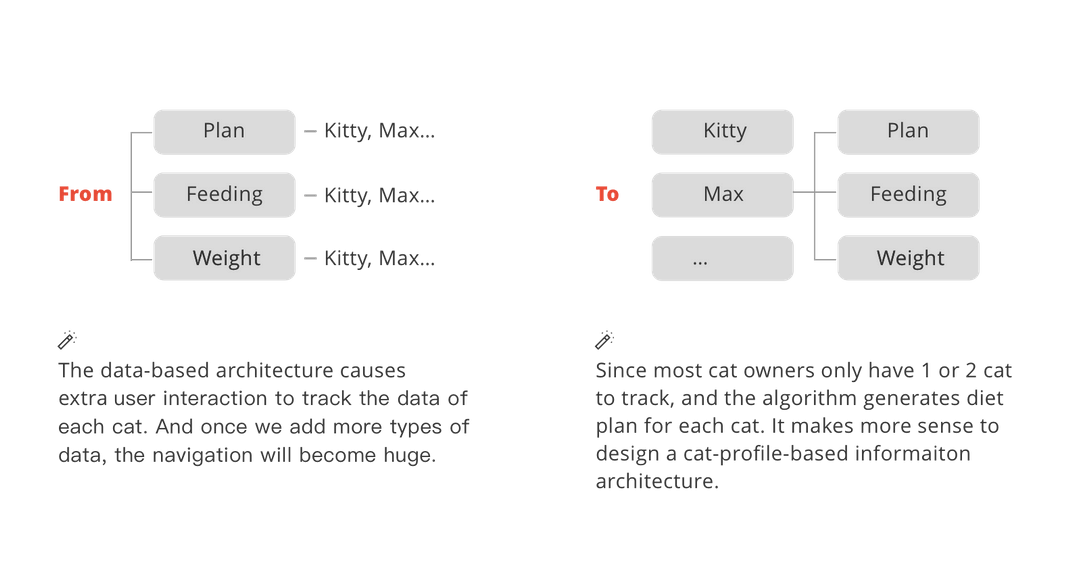 From
Plan
– Kitty, Max...
Feeding
– Kitty, Max...
Weight
– Kitty, Max...
The data-based architecture causes
extra user interaction to track the data of
each cat. And once we add more types of
data, the navigation will become huge.
To
Kitty
Max
...
Plan
Feeding
Weight
Since most cat owners only have 1 or 2 cat
to track, and the algorithm generates diet
plan for each cat. It makes more sense to
design a cat-profile-based informaiton
architecture.